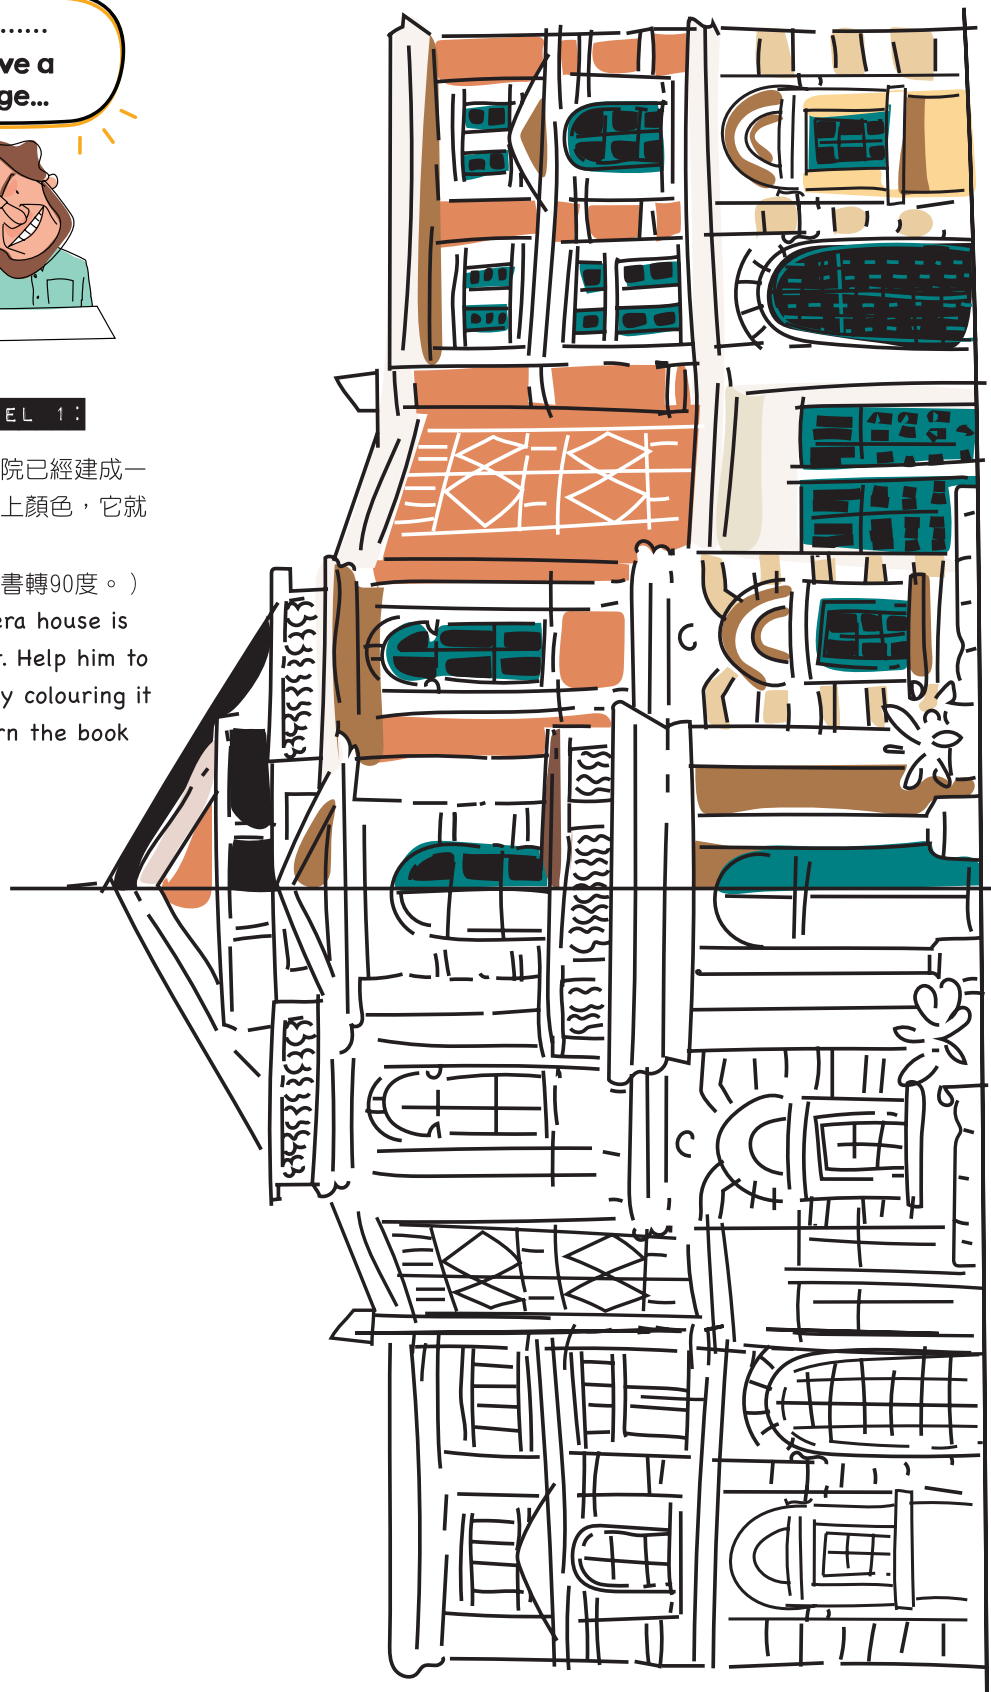 .......
ve a
ge...
EL 1:
院已經建成一
上顏色，它就
書轉90度。）
era house is
r. Help him to
y colouring it
rn the book